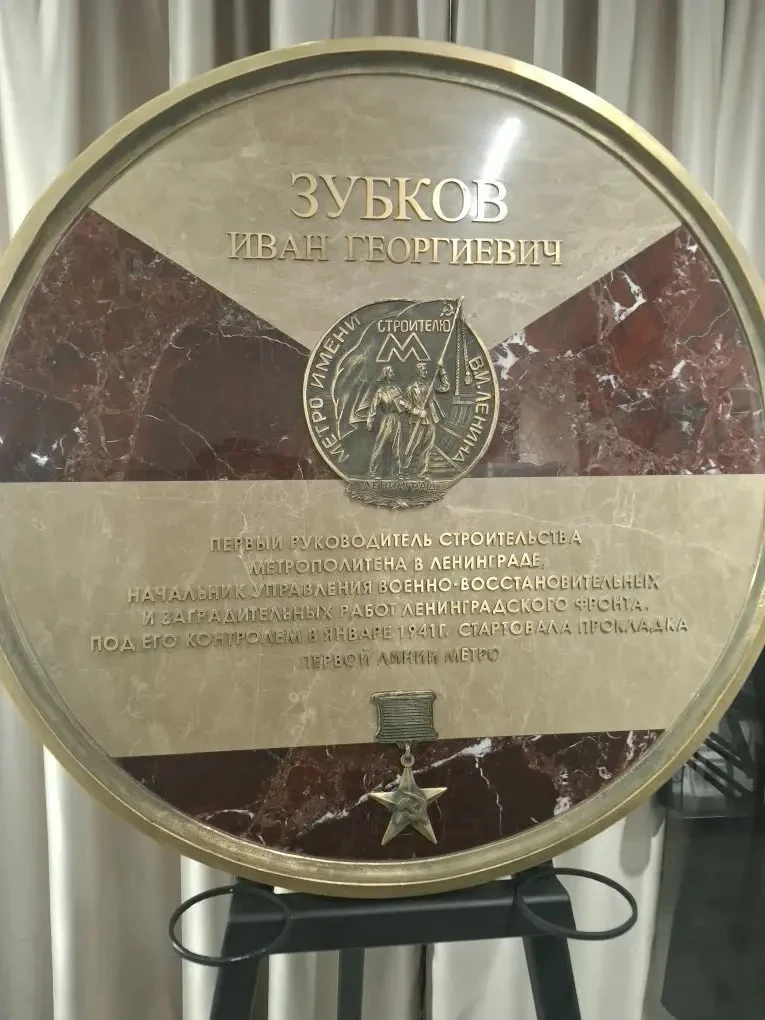 ЗУБКОВ
ИВАН ГЕОРГИЕВИЧ
СТРОИТЕЛЮ
М
МЕТРО ИМЕНИ
В.И.ЛЕНИНА
ЛЕНИНГРАД
ПЕРВЫЙ РУКОВОДИТЕЛЬ СТРОИТЕЛЬСТВА
МЕТРОПОЛИТЕНА В ЛЕНИНГРАДЕ,
НАЧАЛЬНИК УПРАВЛЕНИЯ ВОЕННО-ВОССТАНОВИТЕЛЬНЫХ
И ЗАГРАДИТЕЛЬНЫХ РАБОТ ЛЕНИНГРАДСКОГО ФРОНТА.
ПОД ЕГО КОНТРОЛЕМ В ЯНВАРЕ 1941Г. СТАРТОВАЛА ПРОКЛАДКА
ПЕРВОЙ ЛИНИИ МЕТРО